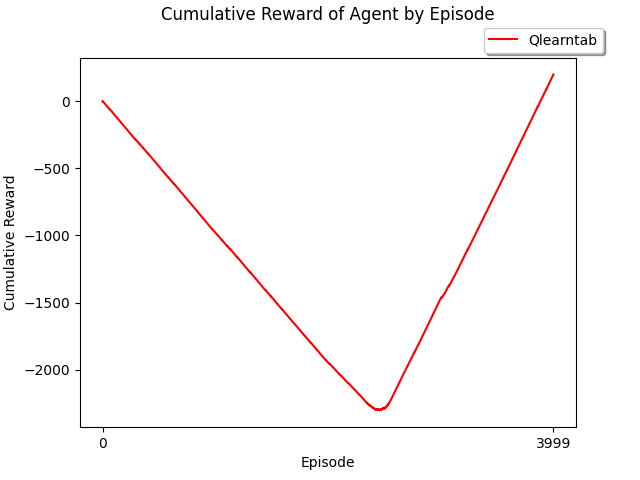 Cumulative Reward of Agent by Episode
Qlearntab
0
−500
−1000
−1500
−2000
Cumulative Reward
0
3999
Episode